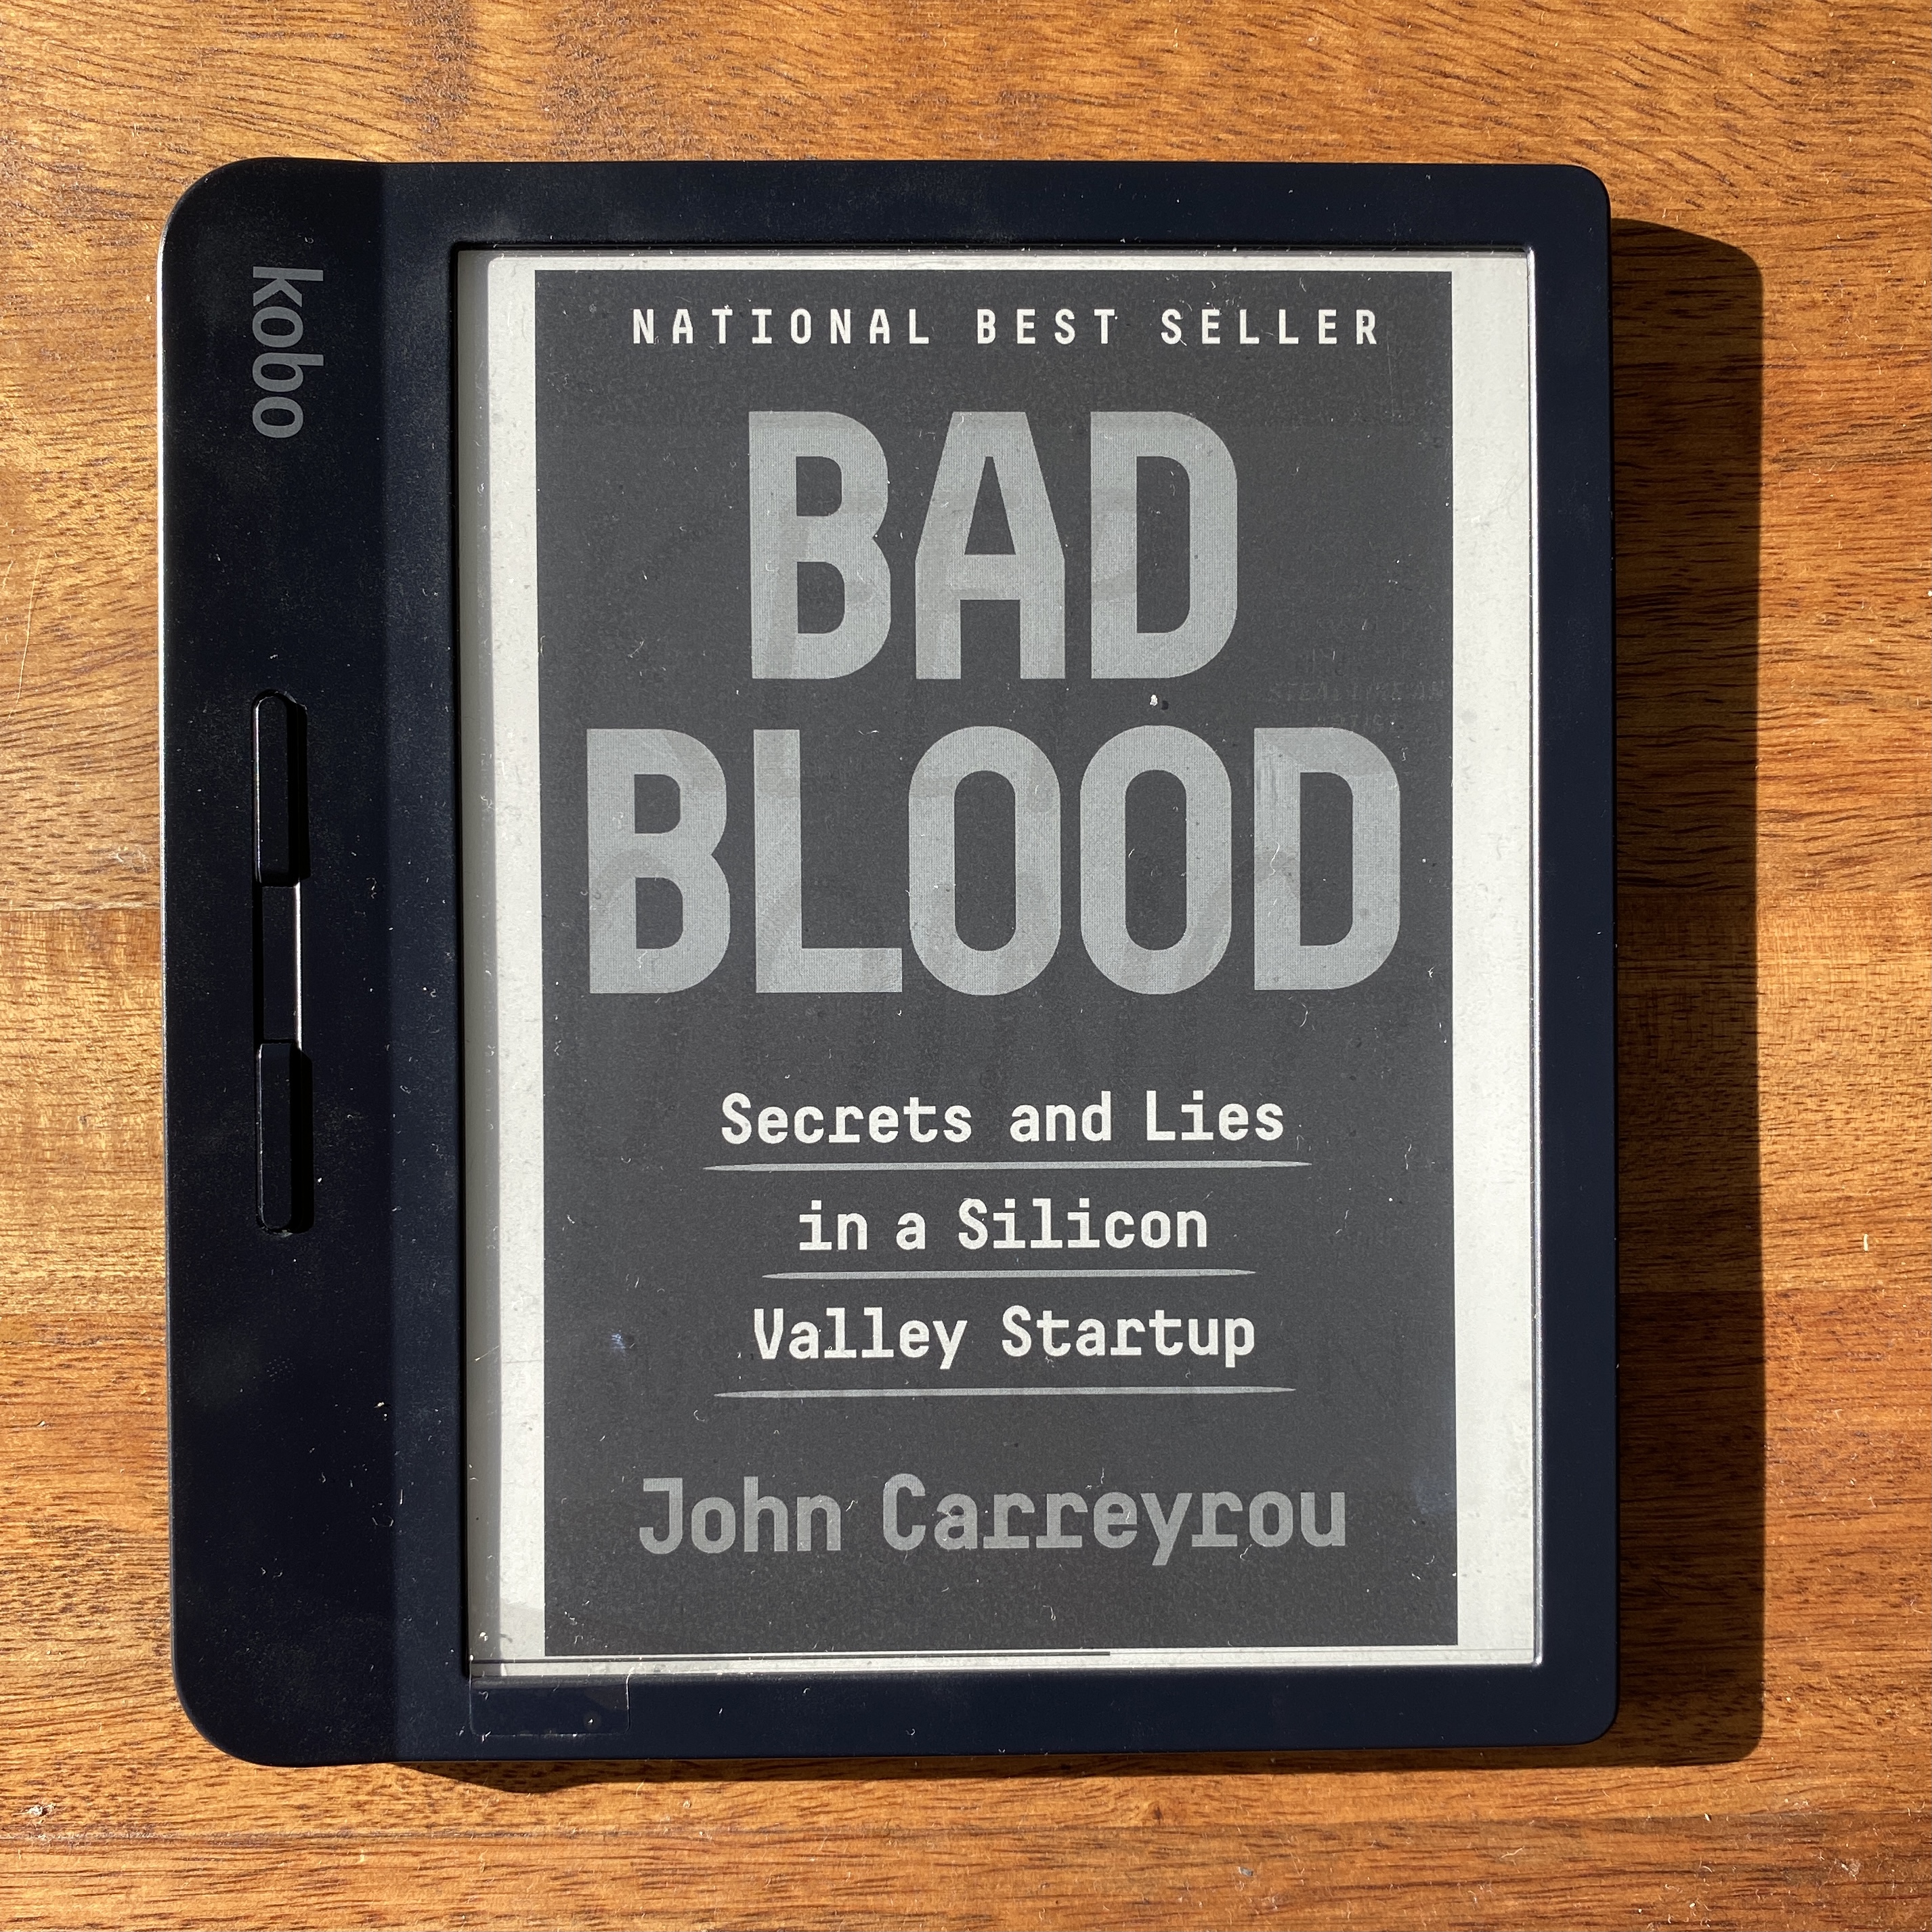 kobo
NATIONAL BEST SELLER
BAD
BLOOD
Secrets and Lies
in a Silicon
Valley Startup
John Carreyrou